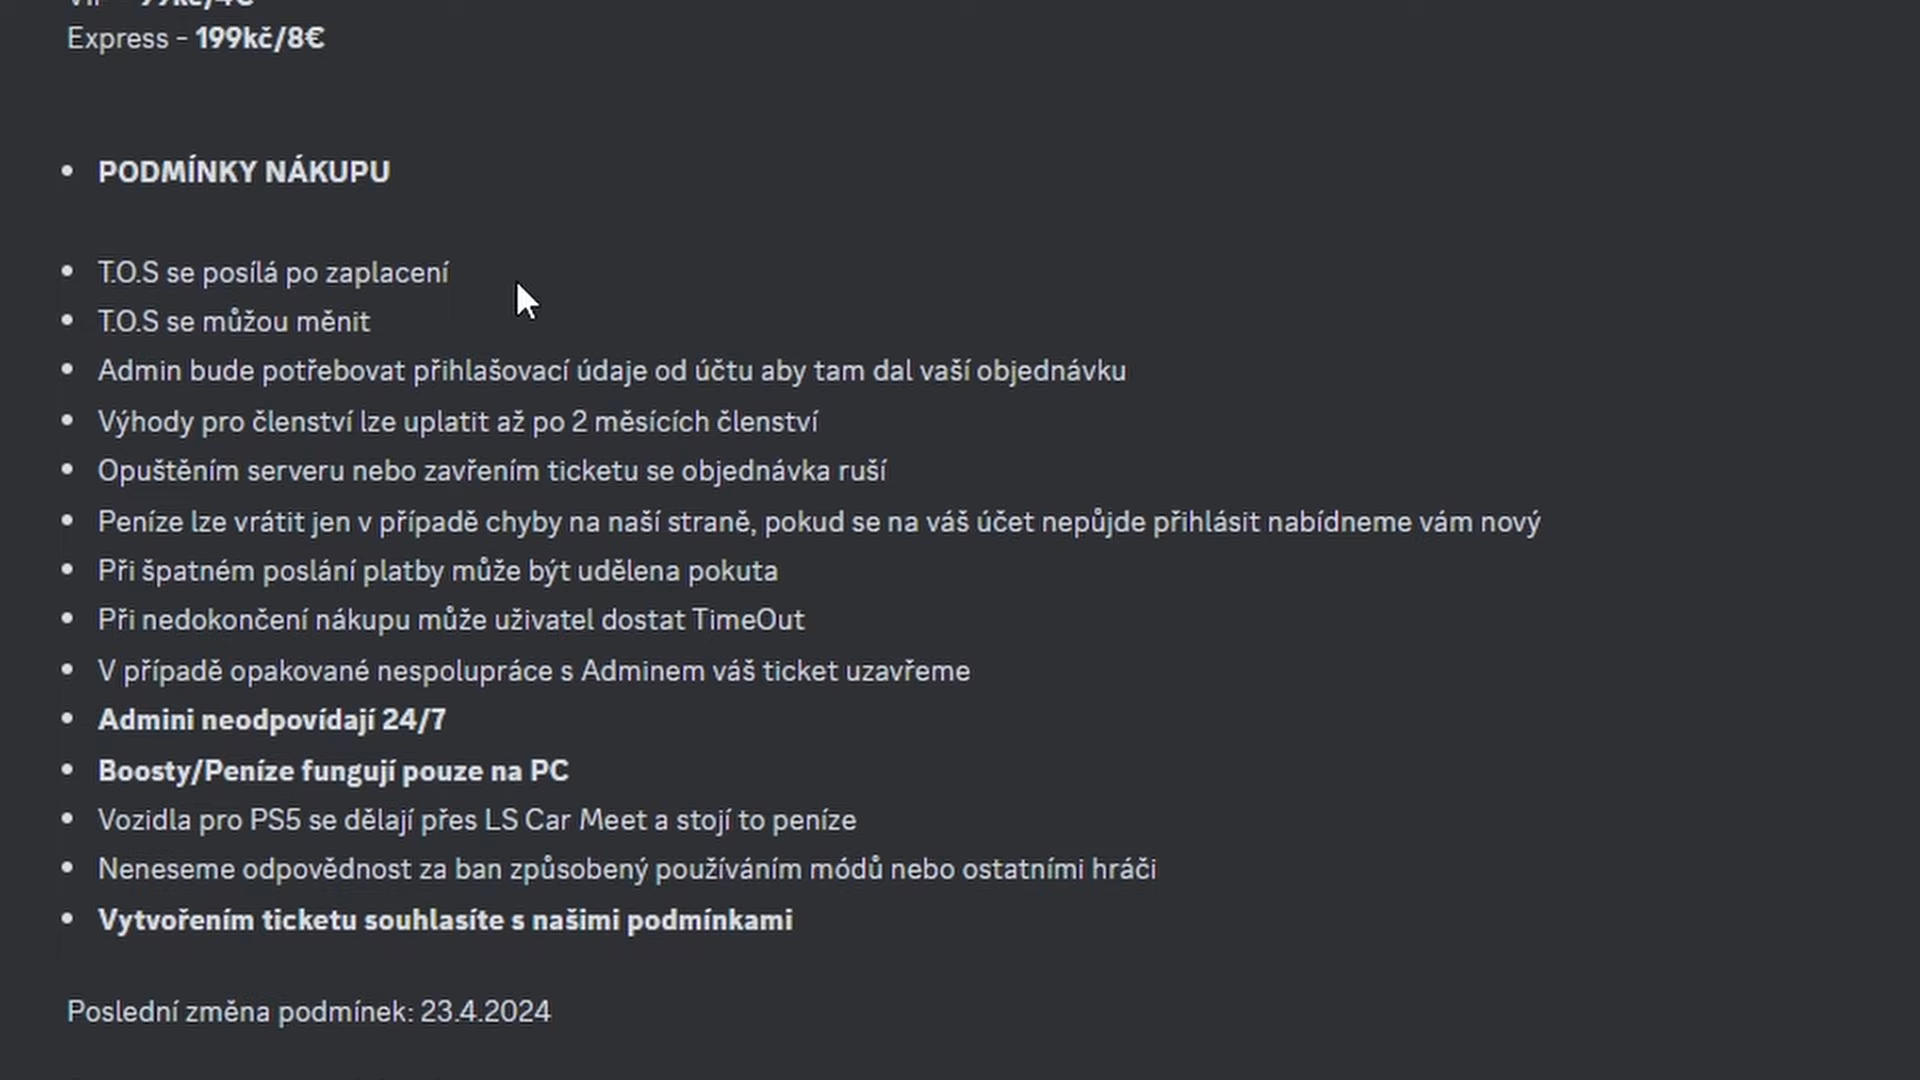 Express - 199kč/8€
PODMÍNKY NÁKUPU
T.O.S se posílá po zaplacení
T.O.S se můžou měnit
Admin bude potřebovat přihlašovací údaje od účtu aby tam dal vaší objednávku
Výhody pro členství lze uplatit až po 2 měsících členství
Opuštěním serveru nebo zavřením ticketu se objednávka ruší
Peníze lze vrátit jen v případě chyby na naší straně, pokud se na váš účet nepůjde přihlásit nabídneme vám nový
Při špatném poslání platby může být udělena pokuta
Při nedokončení nákupu může uživatel dostat TimeOut
V případě opakované nespolupráce s Adminem váš ticket uzavřeme
Admini neodpovídají 24/7
Boosty/Peníze fungují pouze na PC
Vozidla pro PS5 se dělají přes LS Car Meet a stojí to peníze
Neneseme odpovědnost za ban způsobený používáním módů nebo ostatními hráči
Vytvořením ticketu souhlasíte s našimi podmínkami
Poslední změna podmínek: 23.4.2024